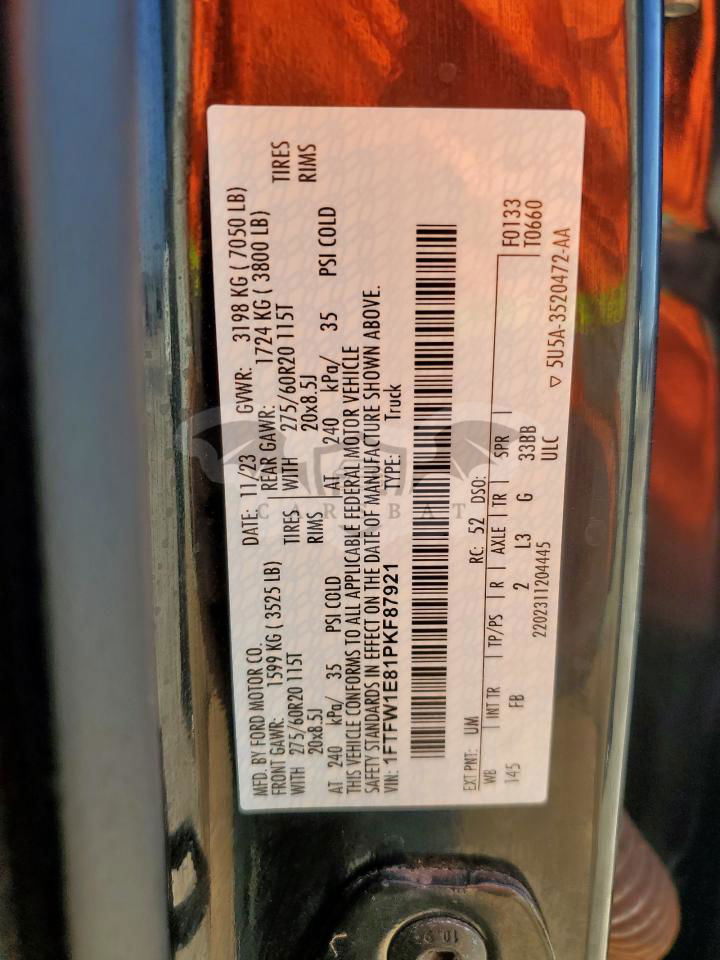 MFD. BY FORD MOTOR CO. DATE: 11/23 GVWR: 3198 KG ( 7050 LB)
FRONT GAWR: 1599 KG ( 3525 LB) REAR GAWR: 1724 KG ( 3800 LB)
WITH 275/60R20 115T TIRES WITH 275/60R20 115T TIRES
20x8.5J RIMS 20x8.5J RIMS
AT 240 kPa/ 35 PSI COLD AT 240 kPa/ 35 PSI COLD
THIS VEHICLE CONFORMS TO ALL APPLICABLE FEDERAL MOTOR VEHICLE
SAFETY STANDARDS IN EFFECT ON THE DATE OF MANUFACTURE SHOWN ABOVE.
VIN: 1FTFW1E81PKF87921 TYPE: Truck
EXT PNT: UM RC: 52 DSO:
WB INT TR TP/PS R AXLE TR SPR F0133
145 FB 2 L3 G 33BB T0660
2202311204445 ULC ▽ 5U5A-3520472-AA
CAR BAT
10.9